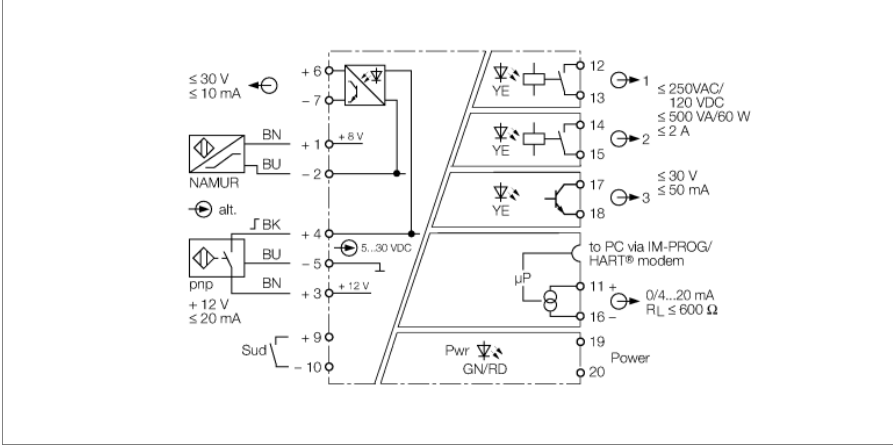 ≤ 30 V
≤ 10 mA
+ 6
– 7
BN
+ 1
+ 8 V
BU
– 2
NAMUR
alt.
BK
+ 4
5...30 VDC
BU
– 5
pnp
BN
+ 3
+ 12 V
+ 12 V
≤ 20 mA
+ 9
Sud
– 10
YE
12
13
1
≤ 250VAC/
120 VDC
≤ 500 VA/60 W
≤ 2 A
YE
14
15
2
YE
17
18
3
≤ 30 V
≤ 50 mA
to PC via IM-PROG/
HART® modem
µP
11 +
16 –
0/4...20 mA
RL ≤ 600 Ω
Pwr
GN/RD
19
20
Power